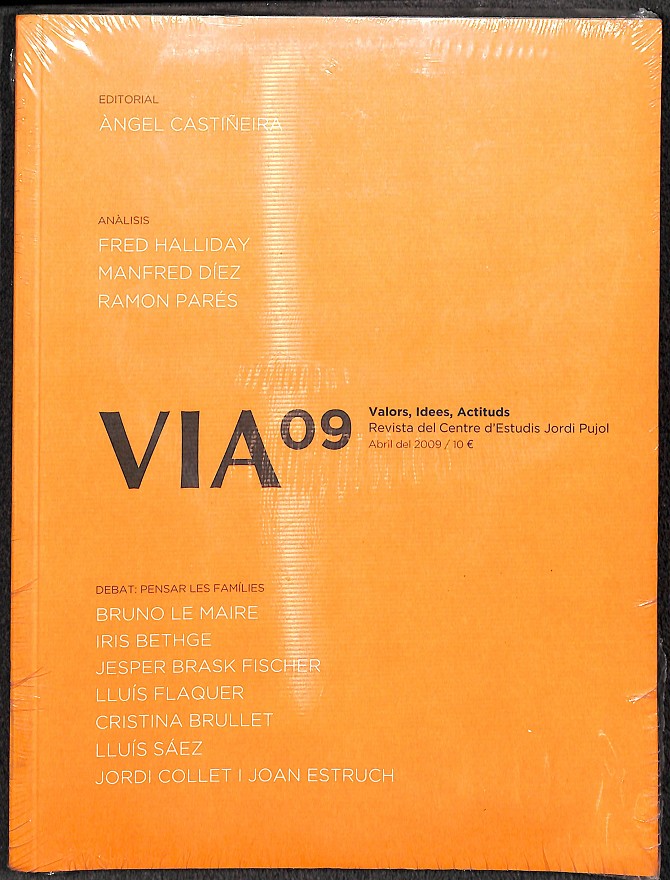 EDITORIAL
ÀNGEL CASTIÑEIRA
ANÀLISIS
FRED HALLIDAY
MANFRED DÍEZ
RAMON PARÉS
VIA09
Valors, Idees, Actituds
Revista del Centre d'Estudis Jordi Pujol
Abril del 2009 / 10 €
DEBAT: PENSAR LES FAMÍLIES
BRUNO LE MAIRE
IRIS BETHGE
JESPER BRASK FISCHER
LLUÍS FLAQUER
CRISTINA BRULLET
LLUÍS SÁEZ
JORDI COLLET I JOAN ESTRUCH